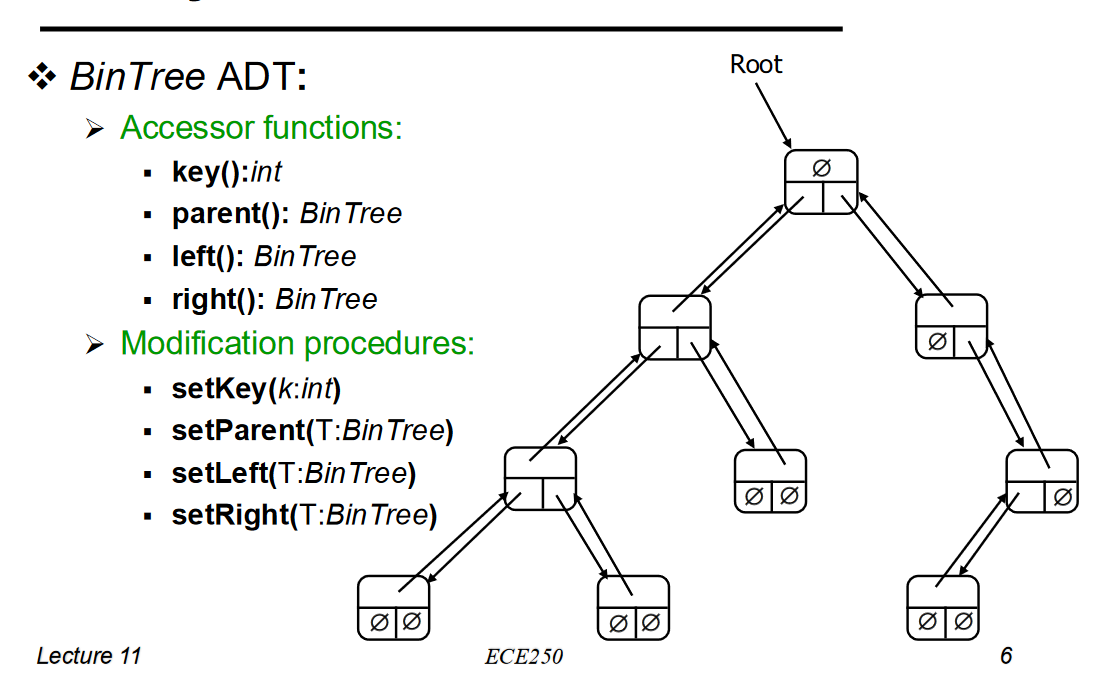 ❖ BinTree ADT:
Root
➢ Accessor functions:
▪ key():int
▪ parent(): BinTree
▪ left(): BinTree
▪ right(): BinTree
➢ Modification procedures:
▪ setKey(k:int)
▪ setParent(T:BinTree)
▪ setLeft(T:BinTree)
▪ setRight(T:BinTree)
∅
∅
∅ ∅
∅
∅ ∅
∅ ∅
∅ ∅
Lecture 11
ECE250
6